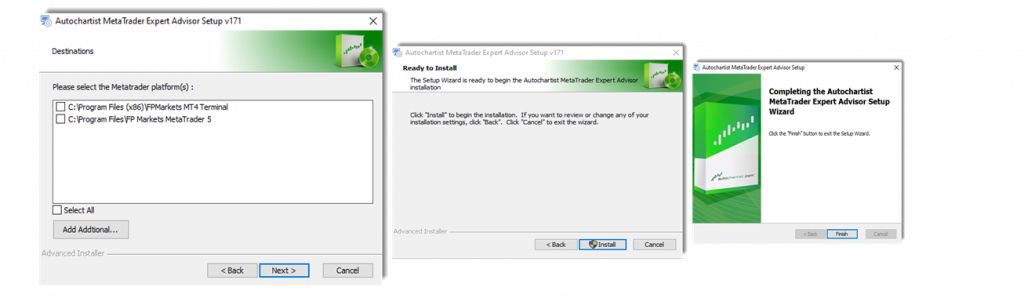 Autochartist MetaTrader Expert Advisor Setup v171
Destinations
Please select the Metatrader platform(s) :
C:\Program Files (x86)\FPMarkets MT4 Terminal
C:\Program Files\FP Markets MetaTrader 5
Select All
Add Addtional...
Advanced Installer
< Back
Next >
Cancel
Autochartist MetaTrader Expert Advisor Setup v171
Ready to Install
The Setup Wizard is ready to begin the Autochartist MetaTrader Expert Advisor
installation
Click "Install" to begin the installation. If you want to review or change any of your
installation settings, click "Back". Click "Cancel" to exit the wizard.
Advanced Installer
< Back
Install
Cancel
Autochartist MetaTrader Expert Advisor Setup
Completing the Autochartist
MetaTrader Expert Advisor Setup
Wizard
Click the "Finish" button to exit the Setup Wizard.
< Back
Finish
Cancel